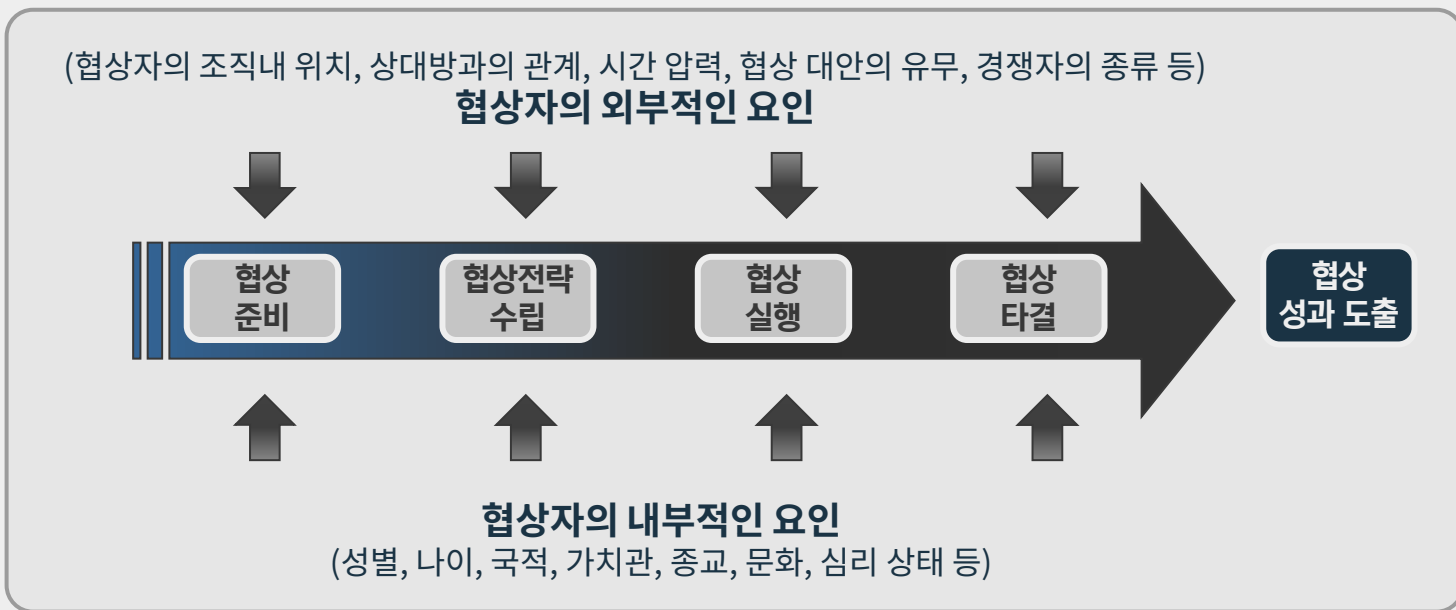 (협상자의 조직내 위치, 상대방과의 관계, 시간 압력, 협상 대안의 유무, 경쟁자의 종류 등)
협상자의 외부적인 요인
협상
준비
협상전략
수립
협상
실행
협상
타결
협상
성과 도출
협상자의 내부적인 요인
(성별, 나이, 국적, 가치관, 종교, 문화, 심리 상태 등)